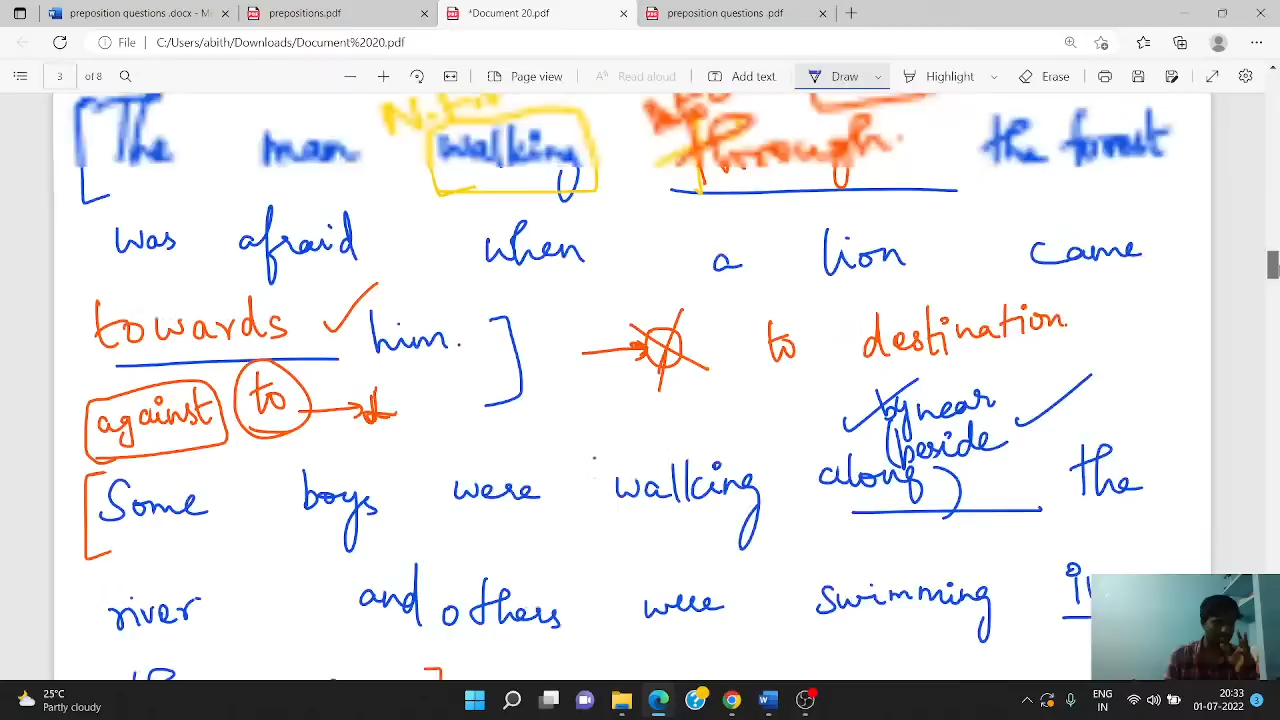 preposition questions .docx - M
prepositions.pdf
*Document 20.pdf
preposition questions .pdf
File C:/Users/abith/Downloads/Document%2020.pdf
3 of 8
Page view
Read aloud
Add text
Draw
Highlight
Erase
The man walking through the forest
was afraid when a lion came
towards him. to destination
against to
by near
(beside
Some boys were walking along) the
river and others were swimming
25°C
Partly cloudy
ENG
IN
20:33
01-07-2022
3